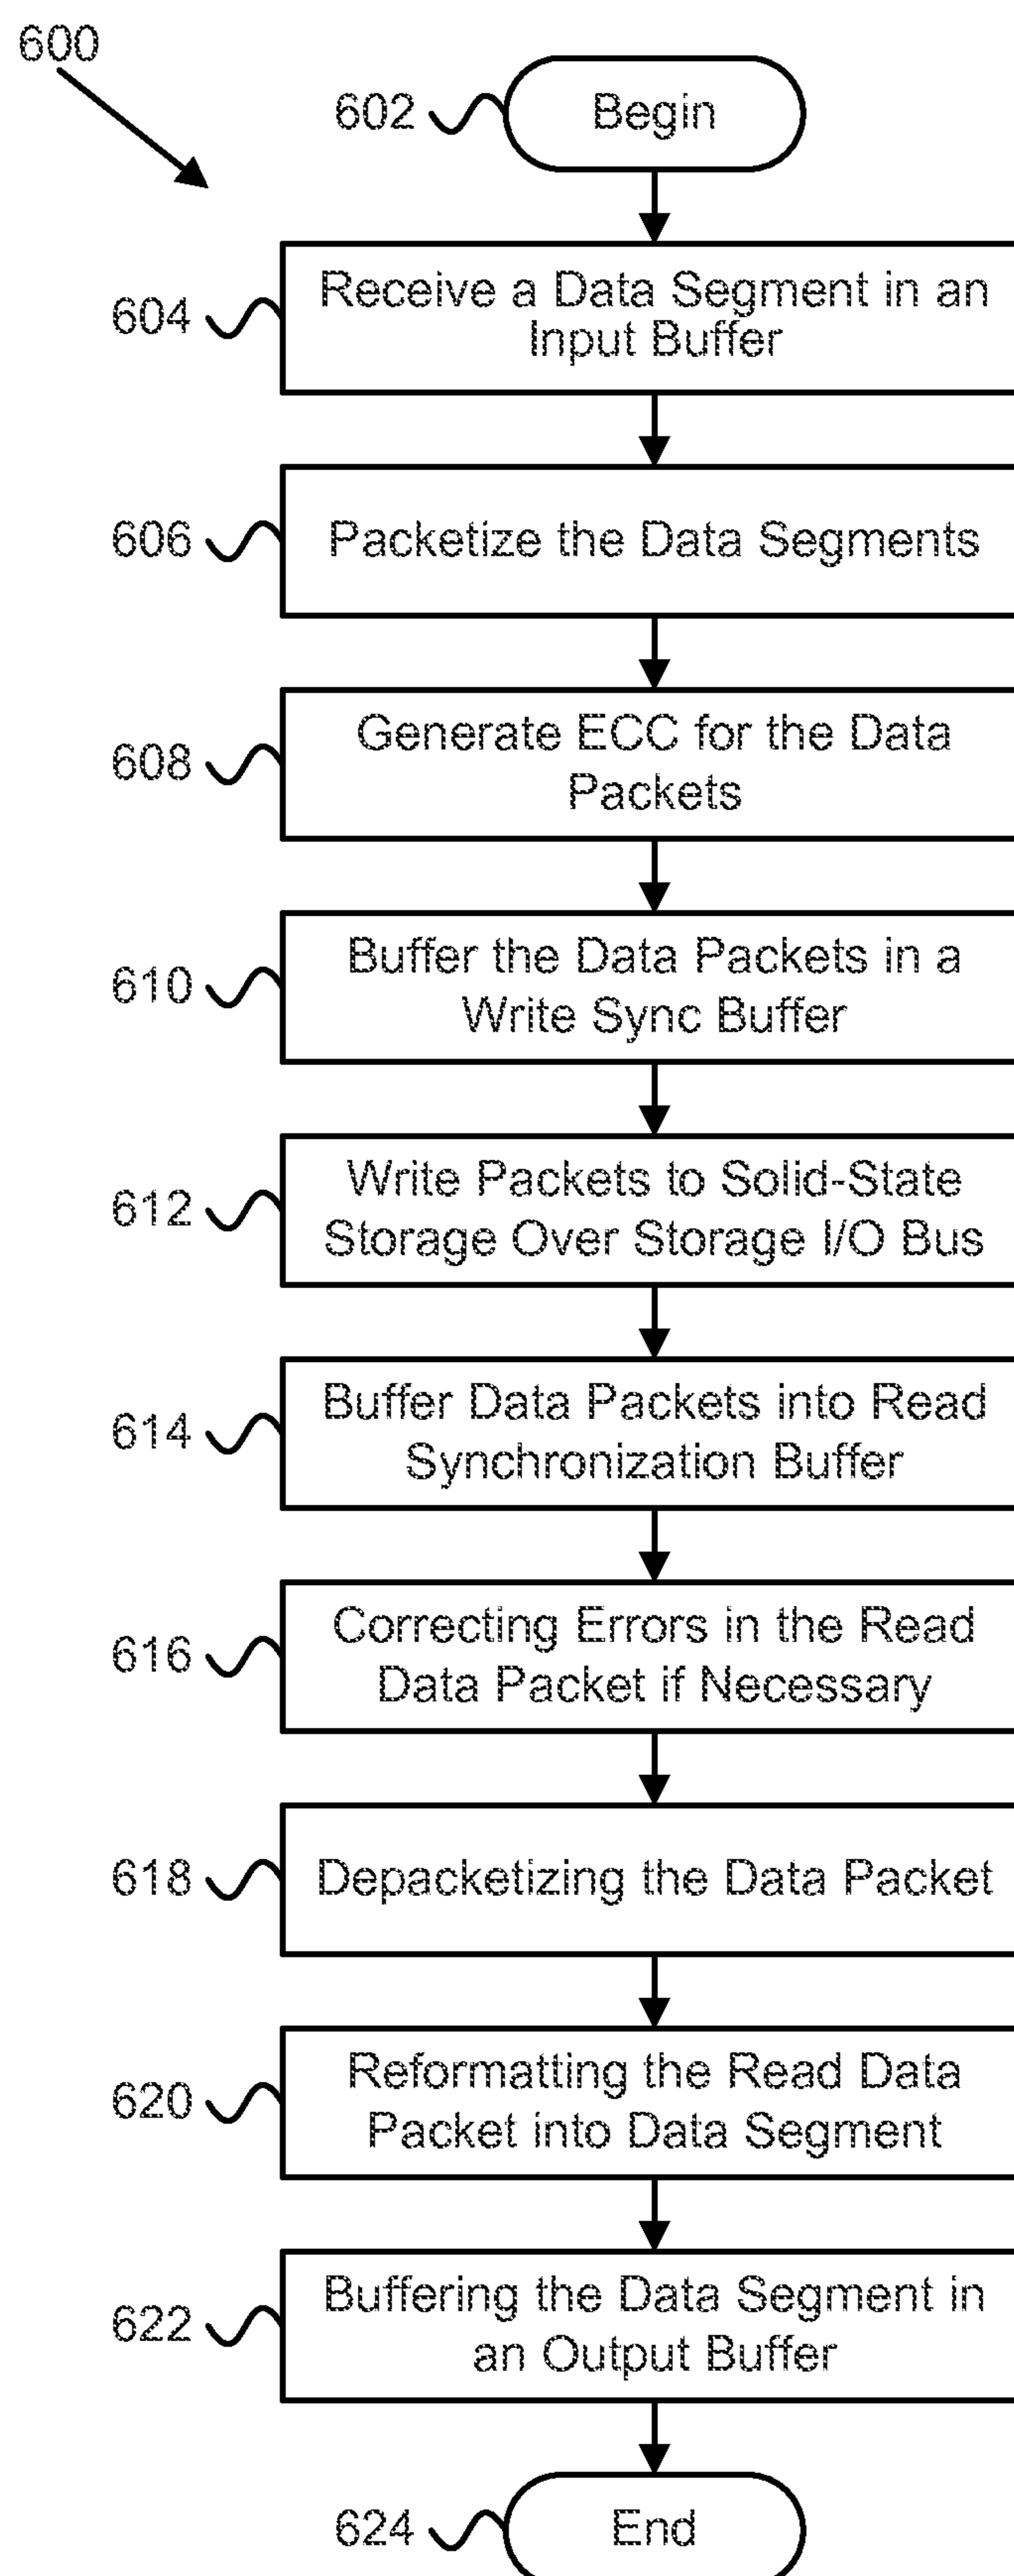 600
602
Begin
604
Receive a Data Segment in an
Input Buffer
606
Packetize the Data Segments
608
Generate ECC for the Data
Packets
610
Buffer the Data Packets in a
Write Sync Buffer
612
Write Packets to Solid-State
Storage Over Storage I/O Bus
614
Buffer Data Packets into Read
Synchronization Buffer
616
Correcting Errors in the Read
Data Packet if Necessary
618
Depacketizing the Data Packet
620
Reformatting the Read Data
Packet into Data Segment
622
Buffering the Data Segment in
an Output Buffer
624
End